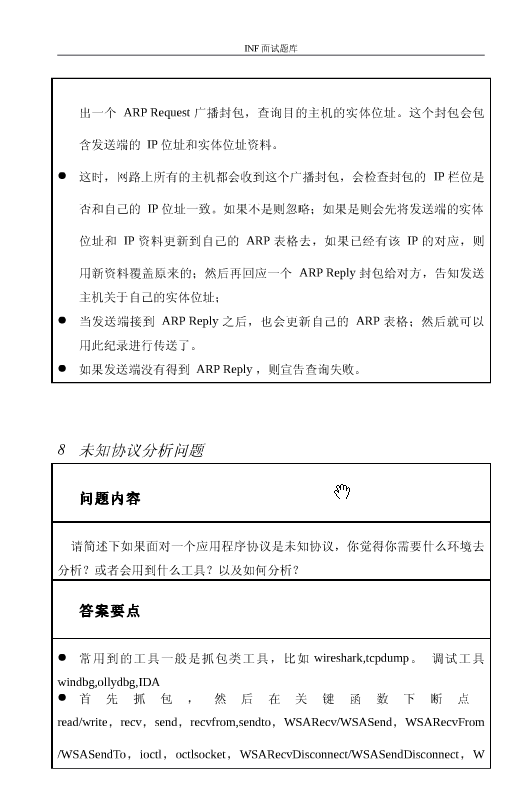 INF 面试题库
出一个 ARP Request 广播封包，查询目的主机的实体位址。这个封包会包
含发送端的 IP 位址和实体位址资料。
● 这时，网路上所有的主机都会收到这个广播封包，会检查封包的 IP 栏位是
否和自己的 IP 位址一致。如果不是则忽略；如果是则会先将发送端的实体
位址和 IP 资料更新到自己的 ARP 表格去，如果已经有该 IP 的对应，则
用新资料覆盖原来的；然后再回应一个 ARP Reply 封包给对方，告知发送
主机关于自己的实体位址；
● 当发送端接到 ARP Reply 之后，也会更新自己的 ARP 表格；然后就可以
用此纪录进行传送了。
● 如果发送端没有得到 ARP Reply ，则宣告查询失败。
8 未知协议分析问题
问题内容
请简述下如果面对一个应用程序协议是未知协议，你觉得你需要什么环境去
分析？或者会用到什么工具？以及如何分析？
答案要点
● 常用到的工具一般是抓包类工具，比如 wireshark,tcpdump。 调试工具
windbg,ollydbg,IDA
● 首先抓包，然后在关键函数下断点
read/write，recv，send，recvfrom,sendto，WSARecv/WSASend，WSARecvFrom
/WSASendTo，ioctl，octlsocket，WSARecvDisconnect/WSASendDisconnect，W